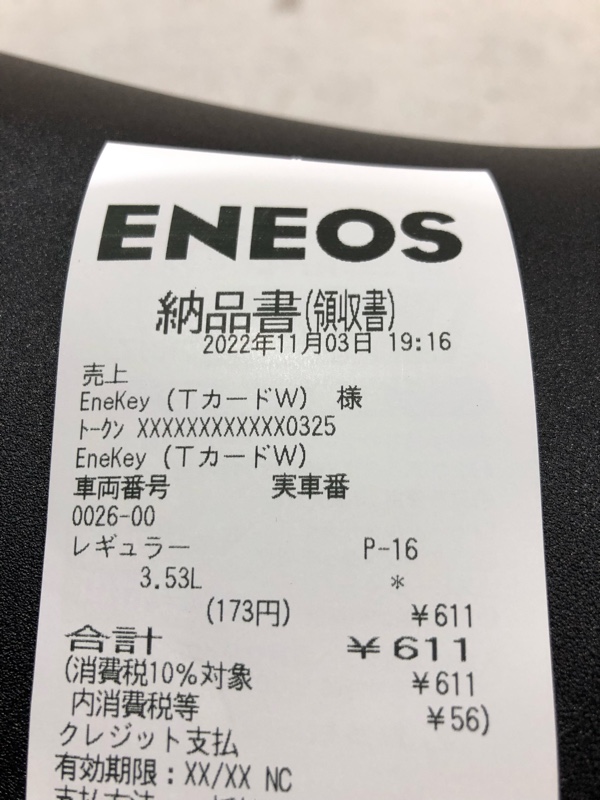 ENEOS
納品書(領収書)
2022年11月03日 19:16
売上
EneKey (TカードW) 様
トークン XXXXXXXXXXXX0325
EneKey (TカードW)
車両番号 実車番
0026-00
レギュラー P-16
3.53L *
(173円) ¥611
合計 ¥611
(消費税10%対象 ¥611
内消費税等 ¥56)
クレジット支払
有効期限:XX/XX NC